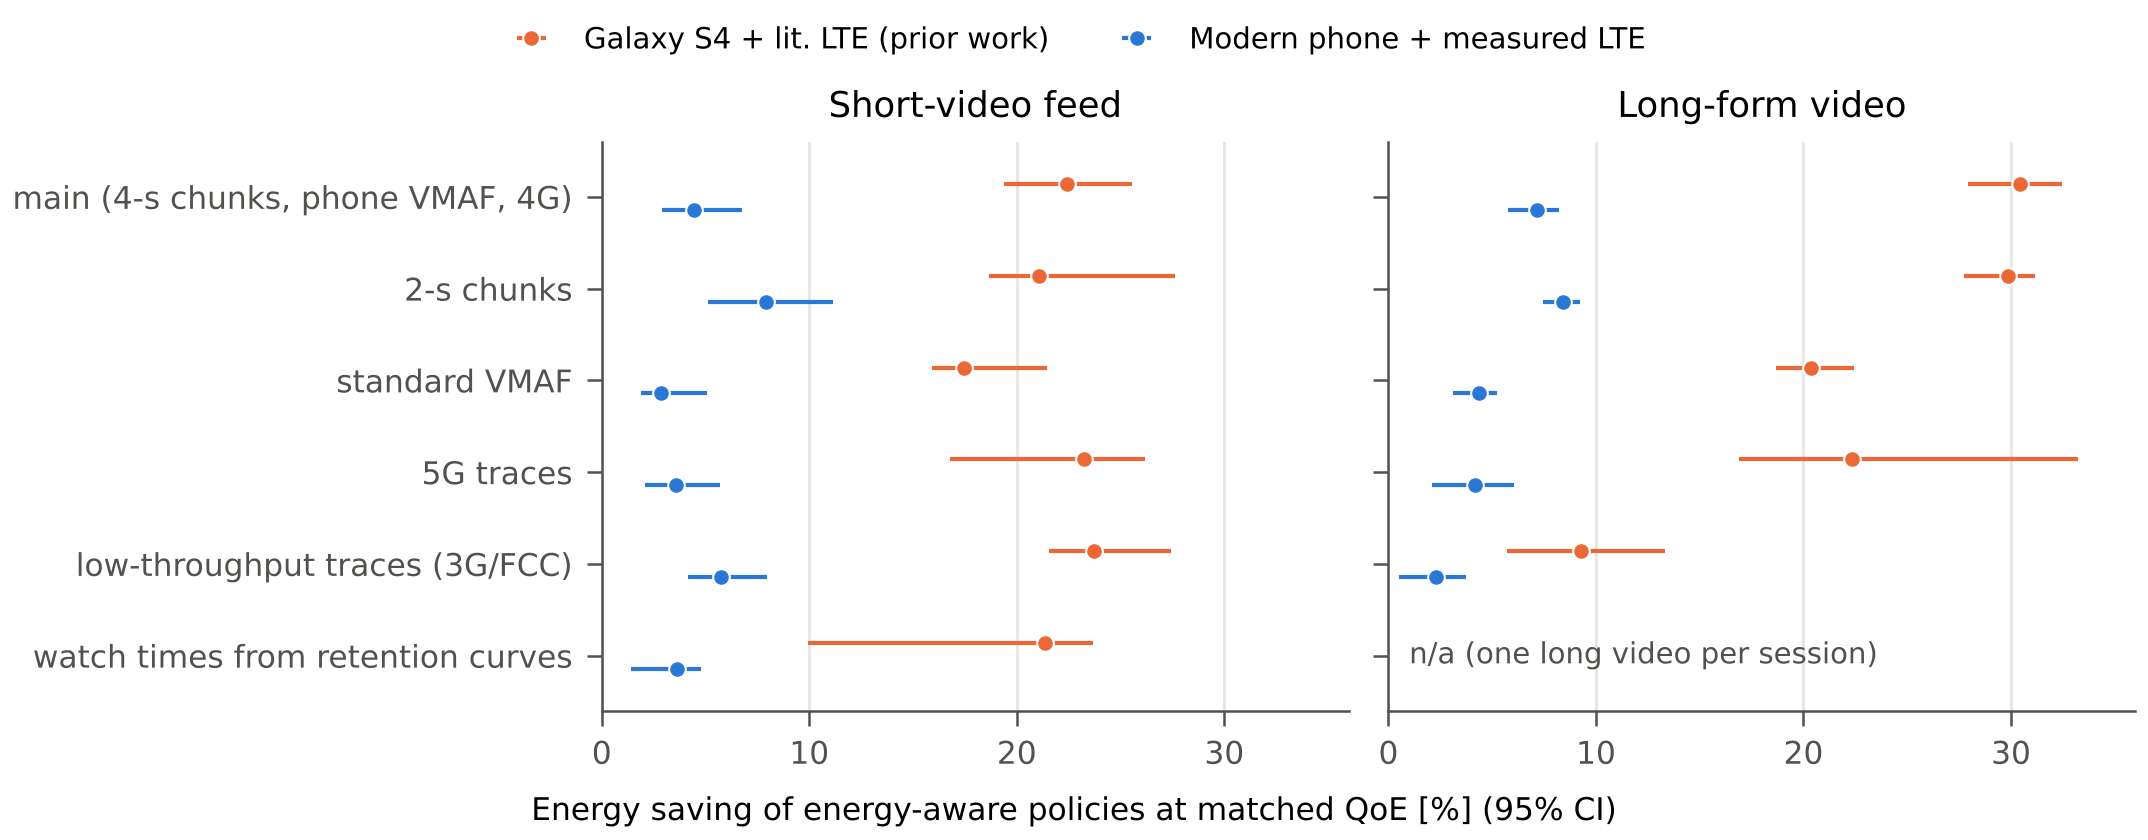 Galaxy S4 + lit. LTE (prior work)
Modern phone + measured LTE
Short-video feed
Long-form video
main (4-s chunks, phone VMAF, 4G)
2-s chunks
standard VMAF
5G traces
low-throughput traces (3G/FCC)
watch times from retention curves
n/a (one long video per session)
0 10 20 30
0 10 20 30
Energy saving of energy-aware policies at matched QoE [%] (95% CI)